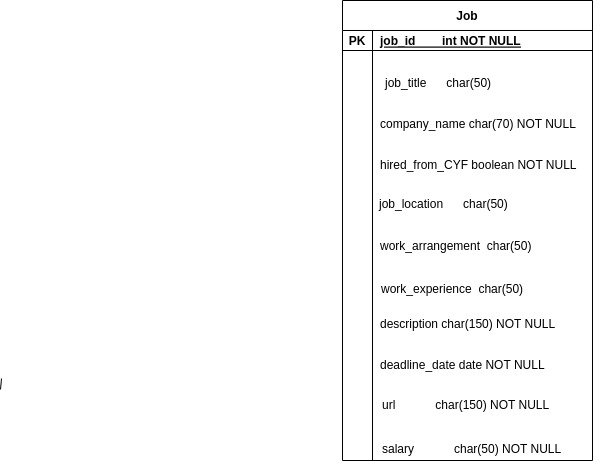 Job
PK job_id int NOT NULL
job_title char(50)
company_name char(70) NOT NULL
hired_from_CYF boolean NOT NULL
job_location char(50)
work_arrangement char(50)
work_experience char(50)
description char(150) NOT NULL
deadline_date date NOT NULL
url char(150) NOT NULL
salary char(50) NOT NULL